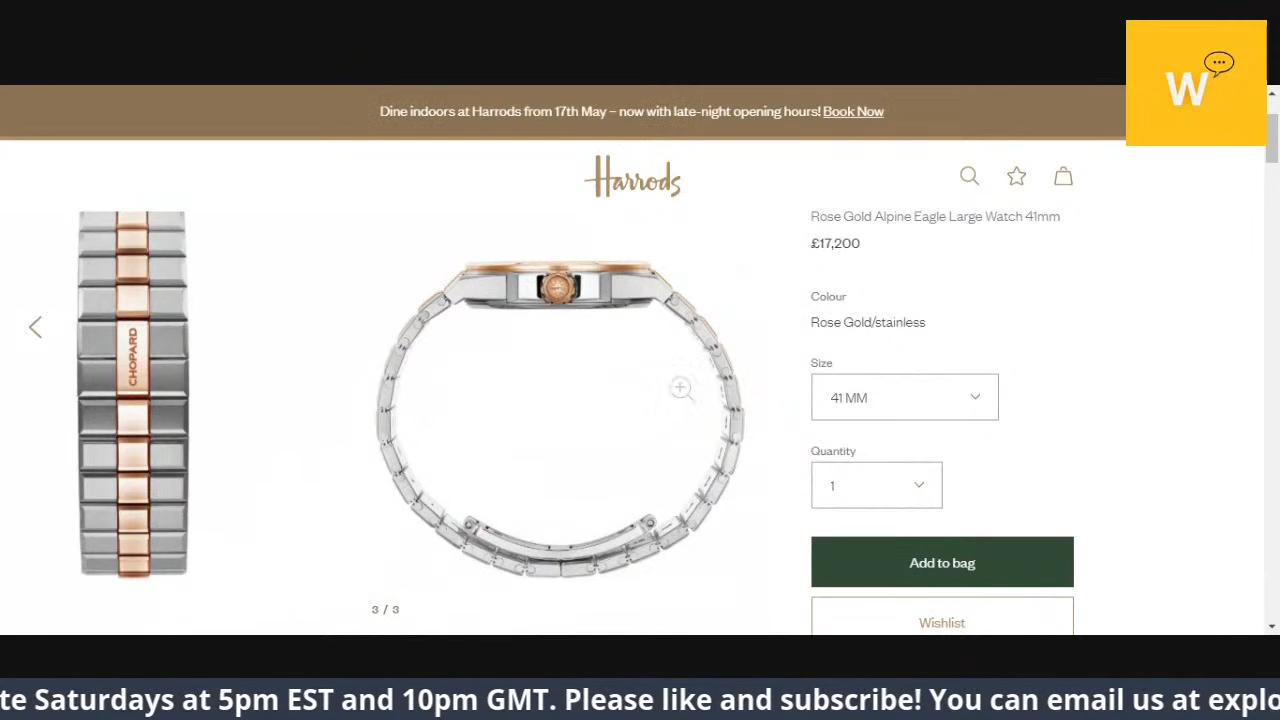 W
Dine indoors at Harrods from 17th May – now with late-night opening hours! Book Now
Harrods
CHOPARD
3 / 3
Rose Gold Alpine Eagle Large Watch 41mm
£17,200
Colour
Rose Gold/stainless
Size
41 MM
Quantity
1
Add to bag
Wishlist
te Saturdays at 5pm EST and 10pm GMT. Please like and subscribe! You can email us at explo